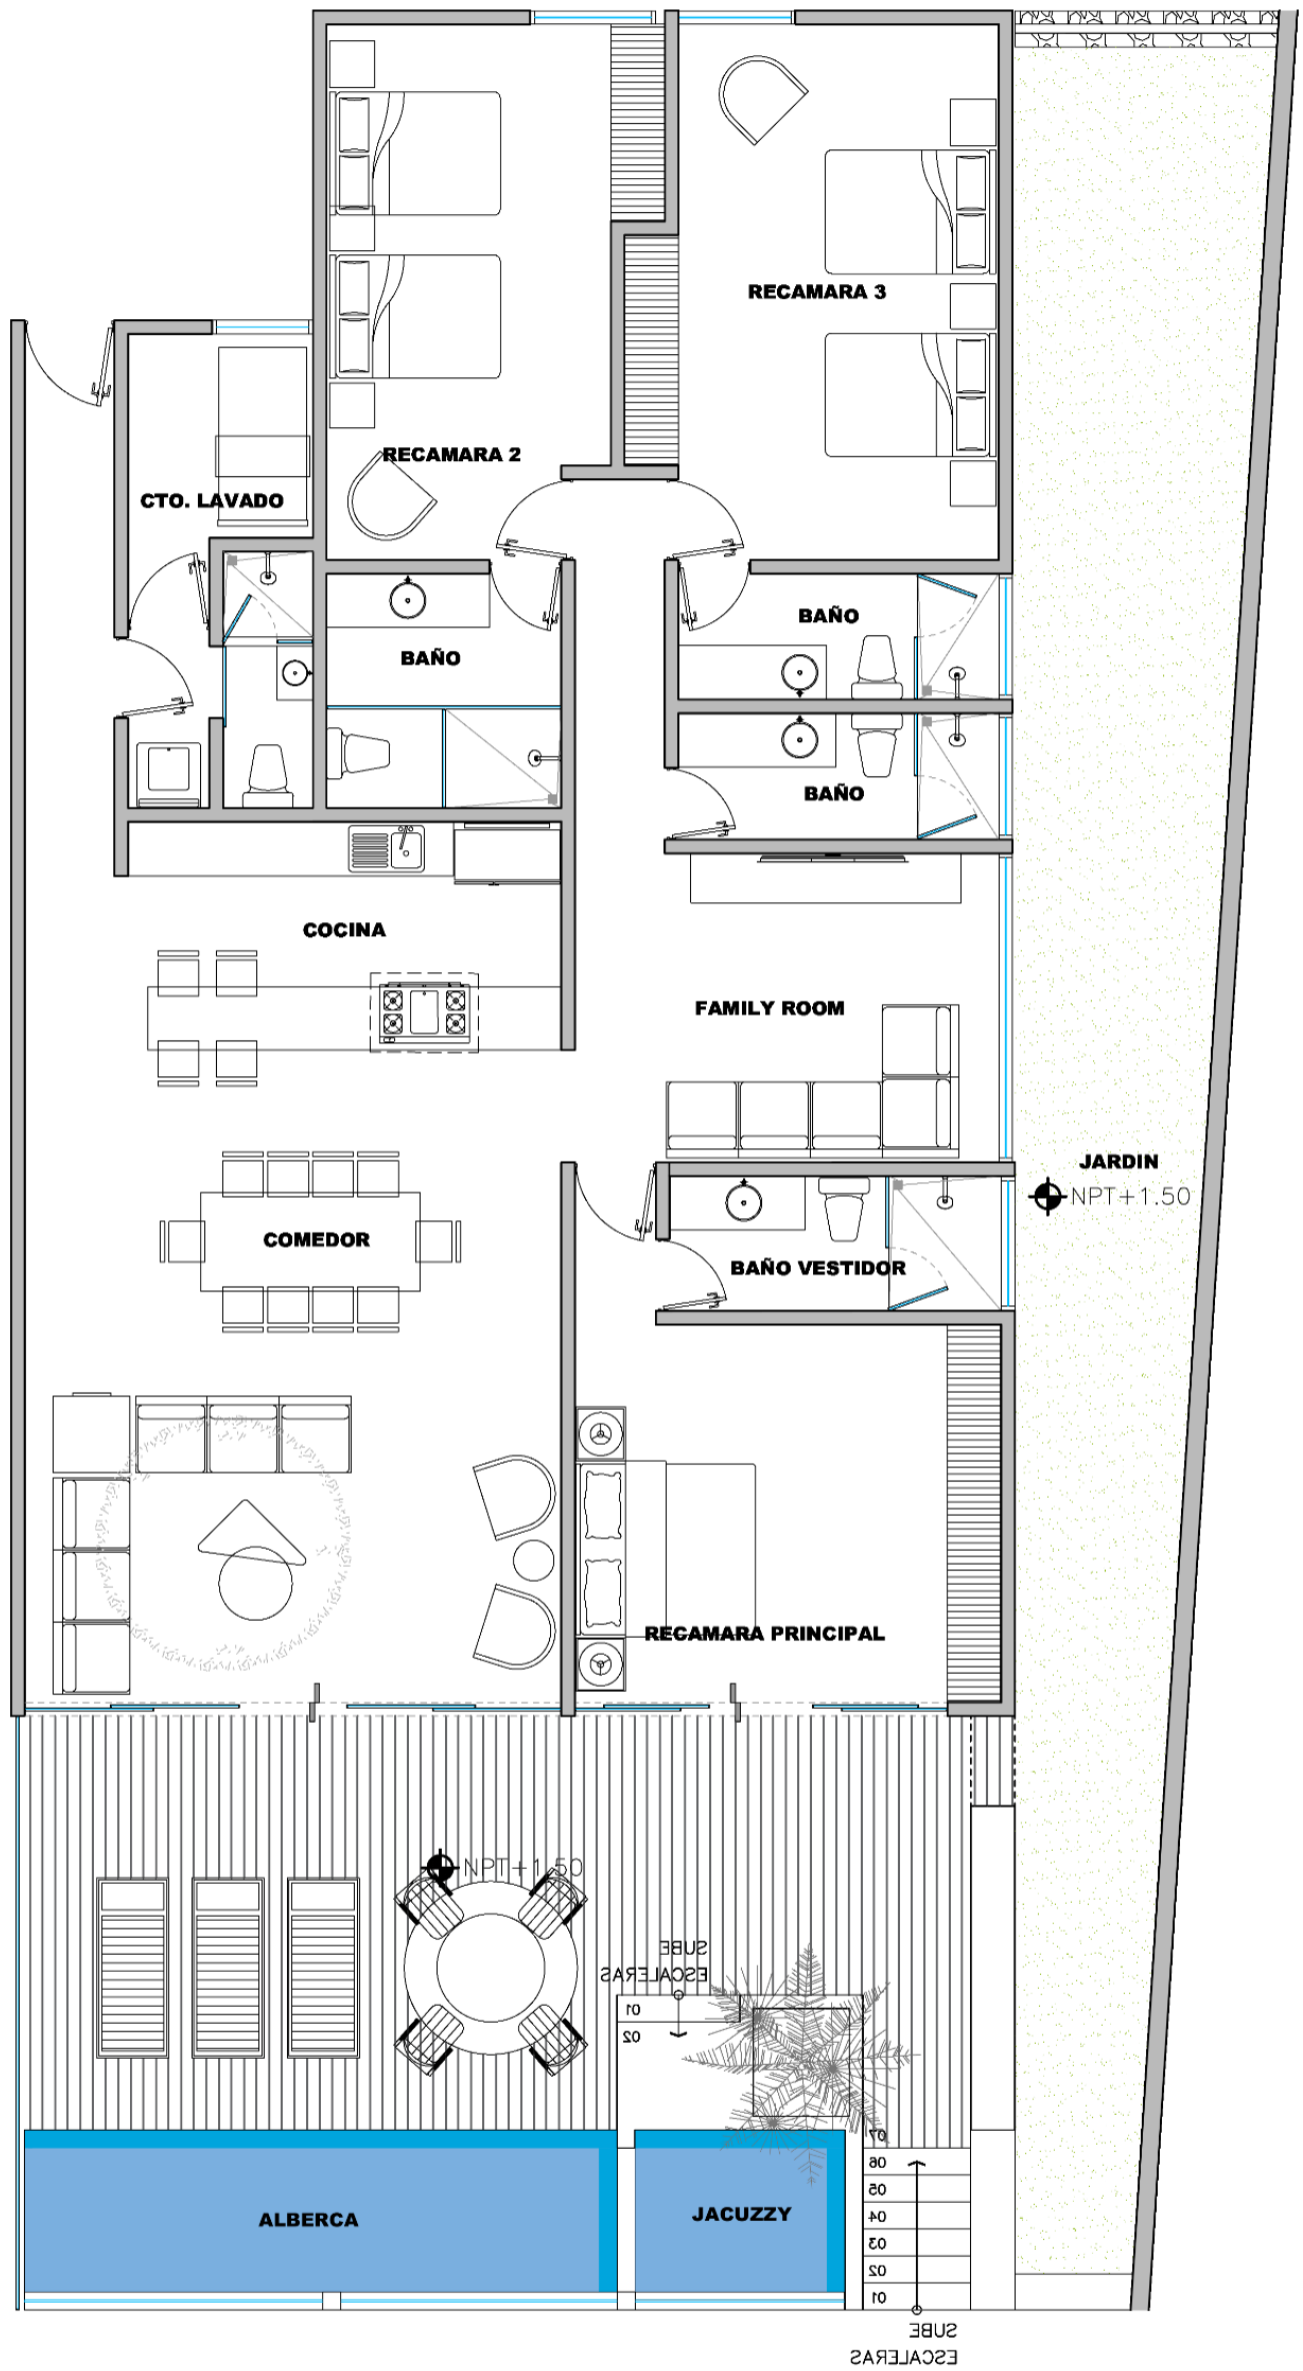 RECAMARA 3
RECAMARA 2
CTO. LAVADO
BAÑO
BAÑO
BAÑO
COCINA
FAMILY ROOM
JARDIN
NPT+1.50
COMEDOR
BAÑO VESTIDOR
RECAMARA PRINCIPAL
NPT+1.50
SUBE
ESCALERAS
01
02
07
06
05
04
03
02
01
ALBERCA
JACUZZY
SUBE
ESCALERAS